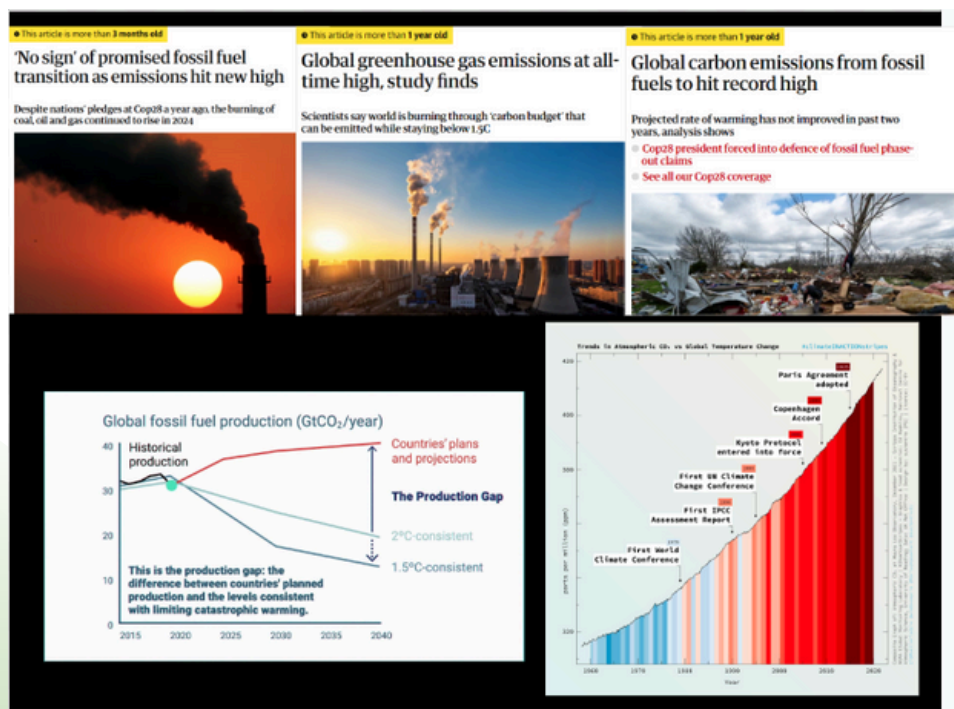 This article is more than 3 months old
'No sign' of promised fossil fuel
transition as emissions hit new high
Despite nations' pledges at Cop28 a year ago, the burning of
coal, oil and gas continued to rise in 2024
This article is more than 1 year old
Global greenhouse gas emissions at all-
time high, study finds
Scientists say world is burning through 'carbon budget' that
can be emitted while staying below 1.5C
This article is more than 1 year old
Global carbon emissions from fossil
fuels to hit record high
Projected rate of warming has not improved in past two
years, analysis shows
Cop28 president forced into defence of fossil fuel phase-
out claims
See all our Cop28 coverage
Global fossil fuel production (GtCO₂/year)
40
30
20
10
0
Historical
production
Countries' plans
and projections
The Production Gap
2ºC-consistent
1.5ºC-consistent
This is the production gap: the
difference between countries' planned
production and the levels consistent
with limiting catastrophic warming.
2015 2020 2025 2030 2035 2040
Trends in Atmospheric CO₂ vs Global Temperature Change
Paris Agreement
adopted
Copenhagen
Accord
Kyoto Protocol
entered into force
First UN Climate
Change Conference
First IPCC
Assessment Report
First World
Climate Conference
parts per million (ppm)
420
400
320
1960 1970 1980 1990 2000 2010 2020
Year